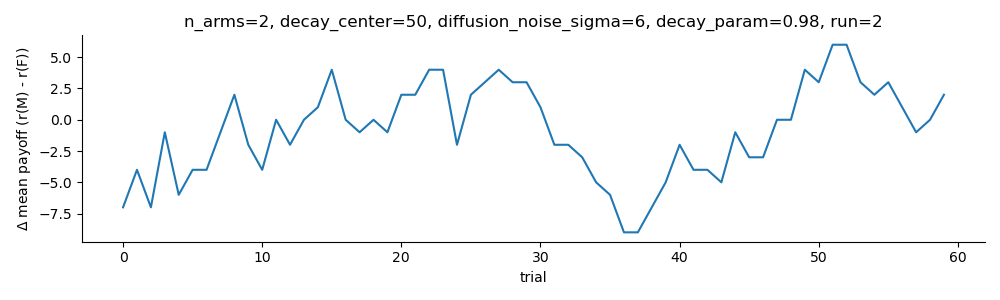 n_arms=2, decay_center=50, diffusion_noise_sigma=6, decay_param=0.98, run=2
Δ mean payoff (r(M) - r(F))
5.0
2.5
0.0
−2.5
−5.0
−7.5
0 10 20 30 40 50 60
trial